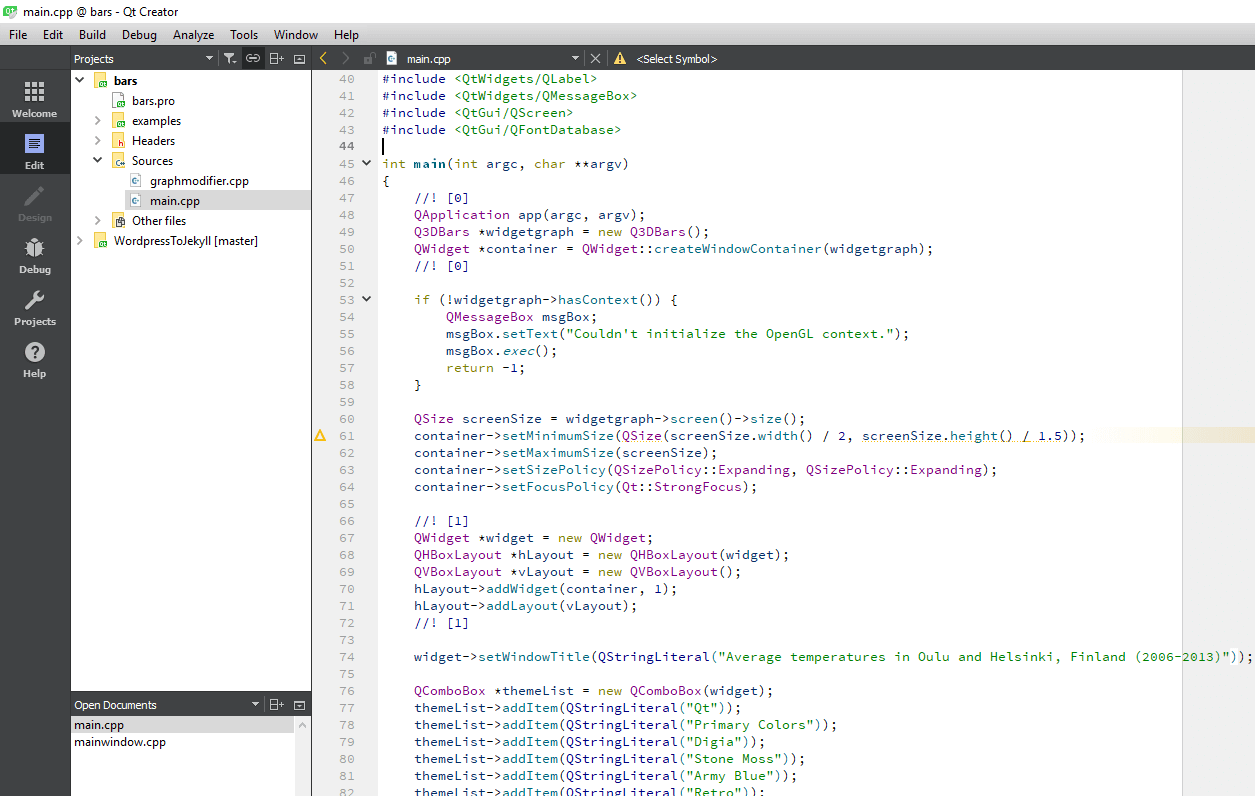 main.cpp @ bars - Qt Creator
File Edit Build Debug Analyze Tools Window Help
Projects
main.cpp
<Select Symbol>
Welcome
Edit
Design
Debug
Projects
Help
bars
bars.pro
examples
Headers
Sources
graphmodifier.cpp
main.cpp
Other files
WordpressToJekyll [master]
Open Documents
main.cpp
mainwindow.cpp
40 #include <QtWidgets/QLabel>
41 #include <QtWidgets/QMessageBox>
42 #include <QtGui/QScreen>
43 #include <QtGui/QFontDatabase>
44
45 int main(int argc, char **argv)
46 {
47     //! [0]
48     QApplication app(argc, argv);
49     Q3DBars *widgetgraph = new Q3DBars();
50     QWidget *container = QWidget::createWindowContainer(widgetgraph);
51     //! [0]
52
53     if (!widgetgraph->hasContext()) {
54         QMessageBox msgBox;
55         msgBox.setText("Couldn't initialize the OpenGL context.");
56         msgBox.exec();
57         return -1;
58     }
59
60     QSize screenSize = widgetgraph->screen()->size();
61     container->setMinimumSize(QSize(screenSize.width() / 2, screenSize.height() / 1.5));
62     container->setMaximumSize(screenSize);
63     container->setSizePolicy(QSizePolicy::Expanding, QSizePolicy::Expanding);
64     container->setFocusPolicy(Qt::StrongFocus);
65
66     //! [1]
67     QWidget *widget = new QWidget;
68     QHBoxLayout *hLayout = new QHBoxLayout(widget);
69     QVBoxLayout *vLayout = new QVBoxLayout();
70     hLayout->addWidget(container, 1);
71     hLayout->addLayout(vLayout);
72     //! [1]
73
74     widget->setWindowTitle(QStringLiteral("Average temperatures in Oulu and Helsinki, Finland (2006-2013)"));
75
76     QComboBox *themeList = new QComboBox(widget);
77     themeList->addItem(QStringLiteral("Qt"));
78     themeList->addItem(QStringLiteral("Primary Colors"));
79     themeList->addItem(QStringLiteral("Digia"));
80     themeList->addItem(QStringLiteral("Stone Moss"));
81     themeList->addItem(QStringLiteral("Army Blue"));
82     themeList->addItem(QStringLiteral("Retro"));